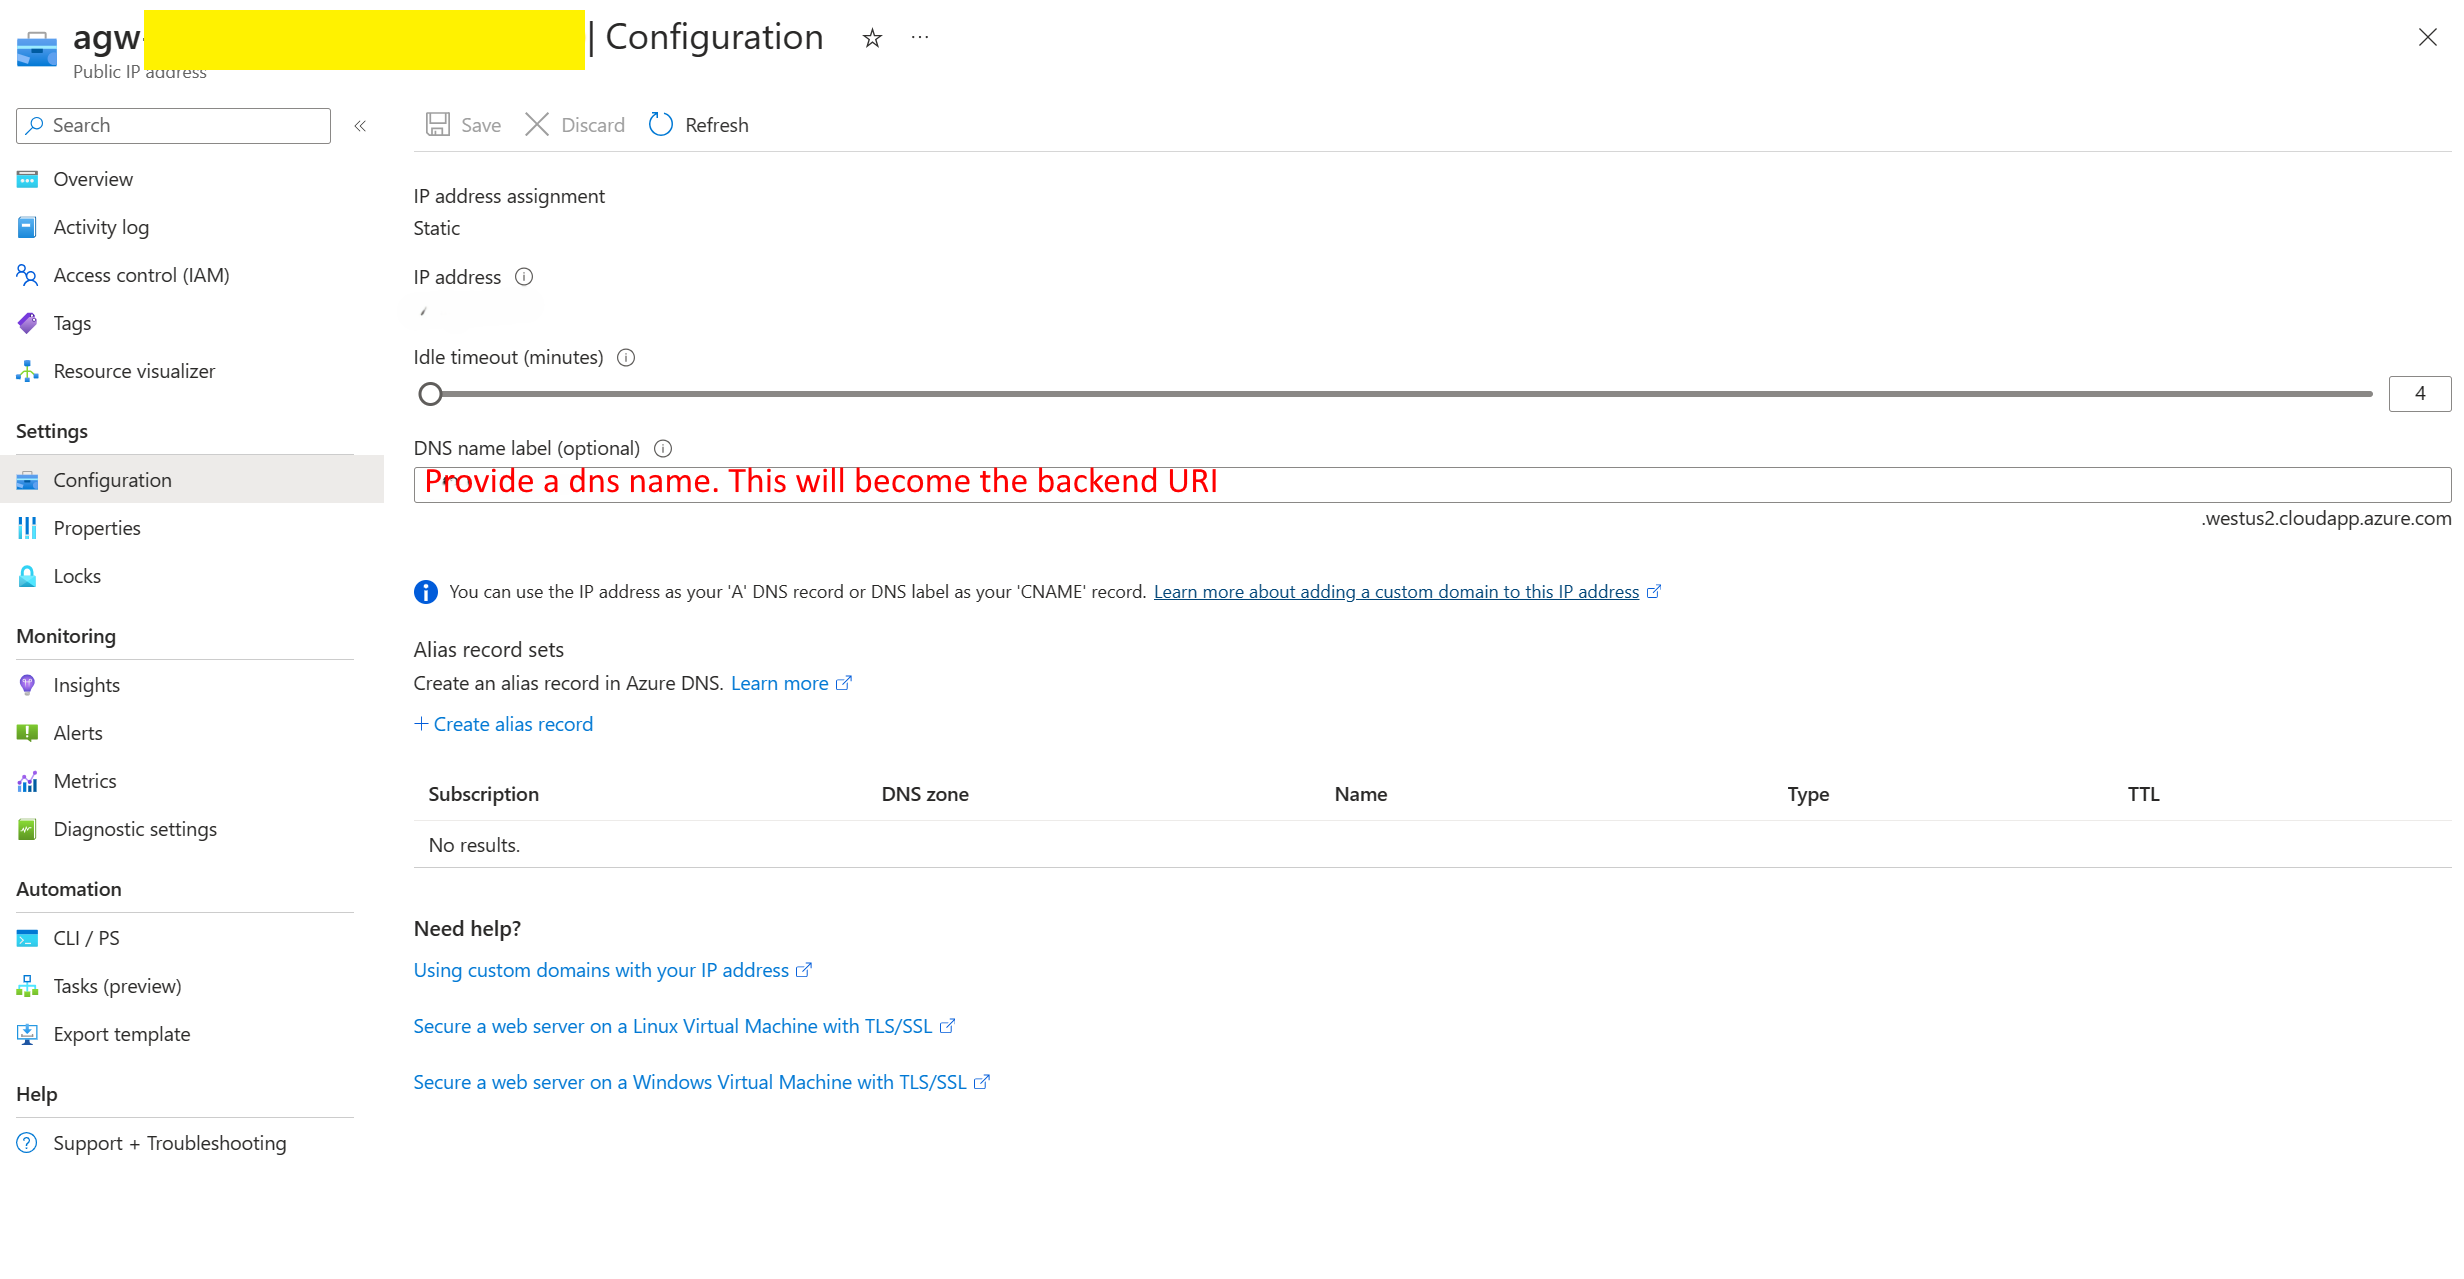 agw- | Configuration
Public IP address
Search
Save Discard Refresh
Overview
Activity log
Access control (IAM)
Tags
Resource visualizer
Settings
Configuration
Properties
Locks
Monitoring
Insights
Alerts
Metrics
Diagnostic settings
Automation
CLI / PS
Tasks (preview)
Export template
Help
Support + Troubleshooting
IP address assignment
Static
IP address
Idle timeout (minutes)
4
DNS name label (optional)
Provide a dns name. This will become the backend URI
.westus2.cloudapp.azure.com
You can use the IP address as your 'A' DNS record or DNS label as your 'CNAME' record. Learn more about adding a custom domain to this IP address
Alias record sets
Create an alias record in Azure DNS. Learn more
+ Create alias record
Subscription DNS zone Name Type TTL
No results.
Need help?
Using custom domains with your IP address
Secure a web server on a Linux Virtual Machine with TLS/SSL
Secure a web server on a Windows Virtual Machine with TLS/SSL